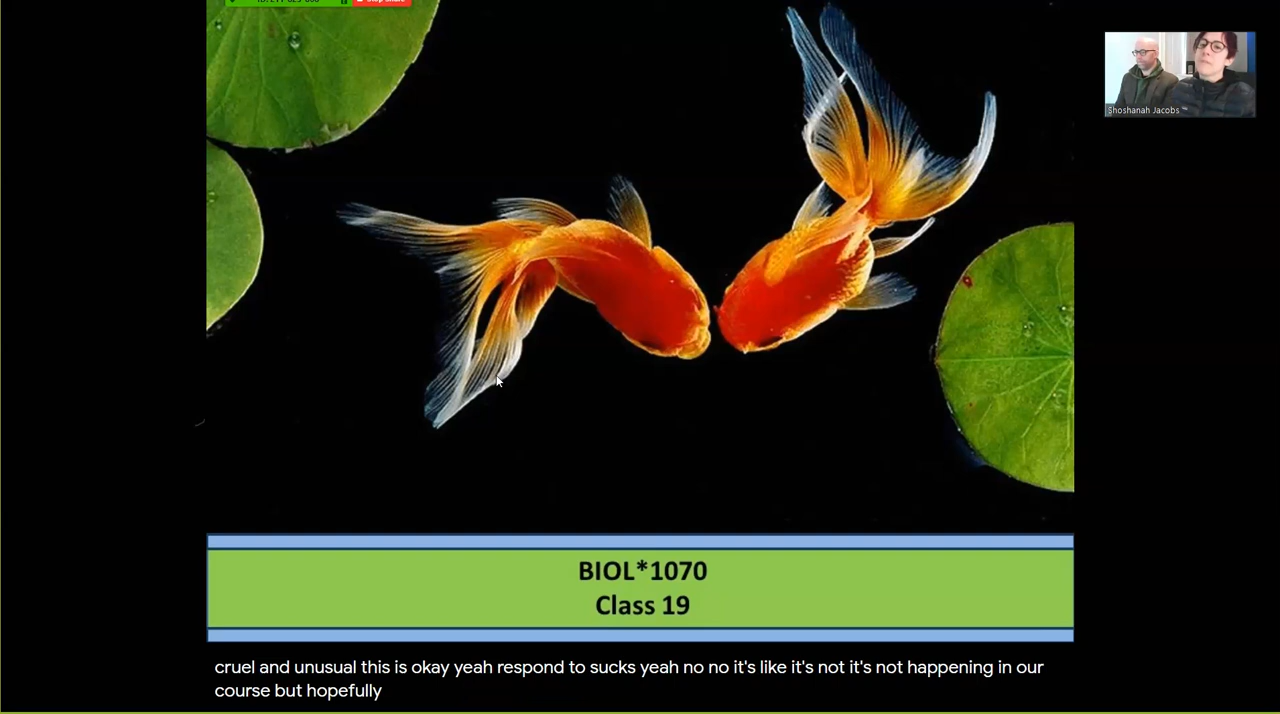 Shoshanah Jacobs
BIOL*1070
Class 19
cruel and unusual this is okay yeah respond to sucks yeah no no it's like it's not it's not happening in our
course but hopefully